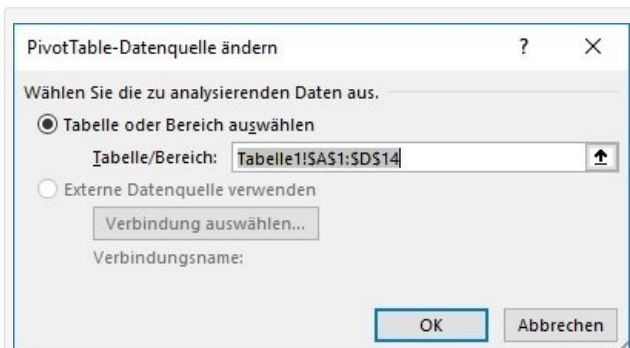 PivotTable-Datenquelle ändern ? ×
Wählen Sie die zu analysierenden Daten aus.
Tabelle oder Bereich auswählen
Tabelle/Bereich: Tabelle1!$A$1:$D$14
Externe Datenquelle verwenden
Verbindung auswählen...
Verbindungsname:
OK Abbrechen